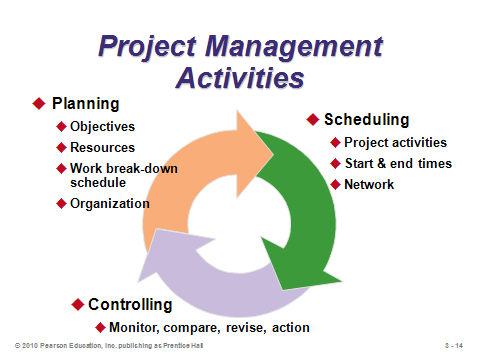 Project Management
Activities
Planning
Objectives
Resources
Work break-down
schedule
Organization
Scheduling
Project activities
Start & end times
Network
Controlling
Monitor, compare, revise, action
© 2010 Pearson Education, Inc. publishing as Prentice Hall
3 - 14